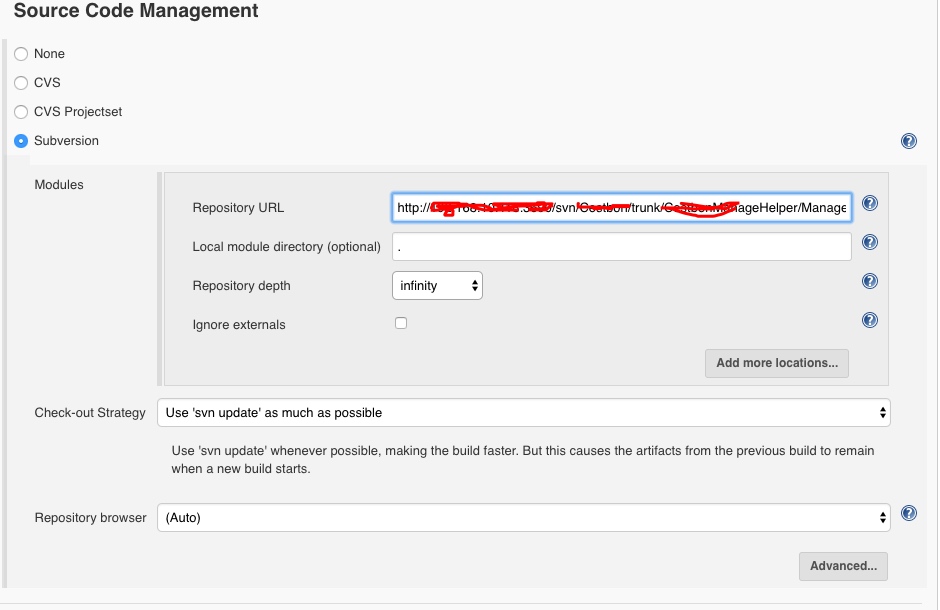 Source Code Management
None
CVS
CVS Projectset
Subversion
Modules
Repository URL
http:///svn//trunk/ageHelper/Manage
Local module directory (optional)
.
Repository depth
infinity
Ignore externals
Add more locations...
Check-out Strategy
Use 'svn update' as much as possible
Use 'svn update' whenever possible, making the build faster. But this causes the artifacts from the previous build to remain
when a new build starts.
Repository browser
(Auto)
Advanced...